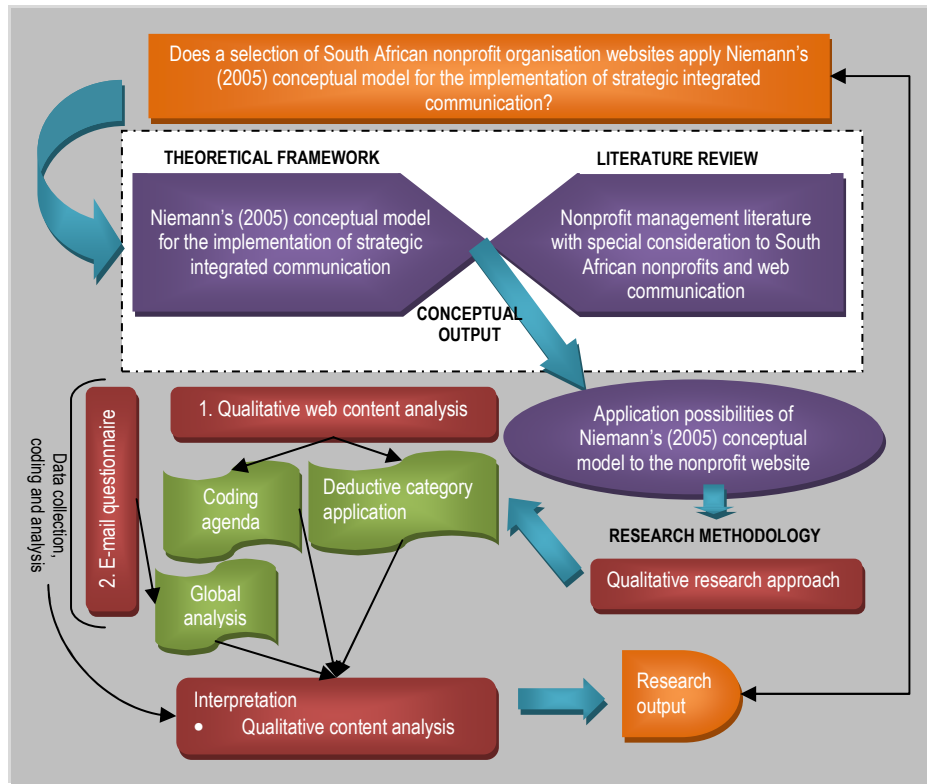 Does a selection of South African nonprofit organisation websites apply Niemann's
(2005) conceptual model for the implementation of strategic integrated
communication?
THEORETICAL FRAMEWORK
LITERATURE REVIEW
Niemann's (2005) conceptual model
for the implementation of strategic
integrated communication
Nonprofit management literature
with special consideration to South
African nonprofits and web
communication
CONCEPTUAL
OUTPUT
Application possibilities of
Niemann's (2005) conceptual
model to the nonprofit website
RESEARCH METHODOLOGY
Qualitative research approach
1. Qualitative web content analysis
Coding
agenda
Deductive category
application
2. E-mail questionnaire
Global
analysis
Data collection,
coding and analysis
Interpretation
• Qualitative content analysis
Research
output